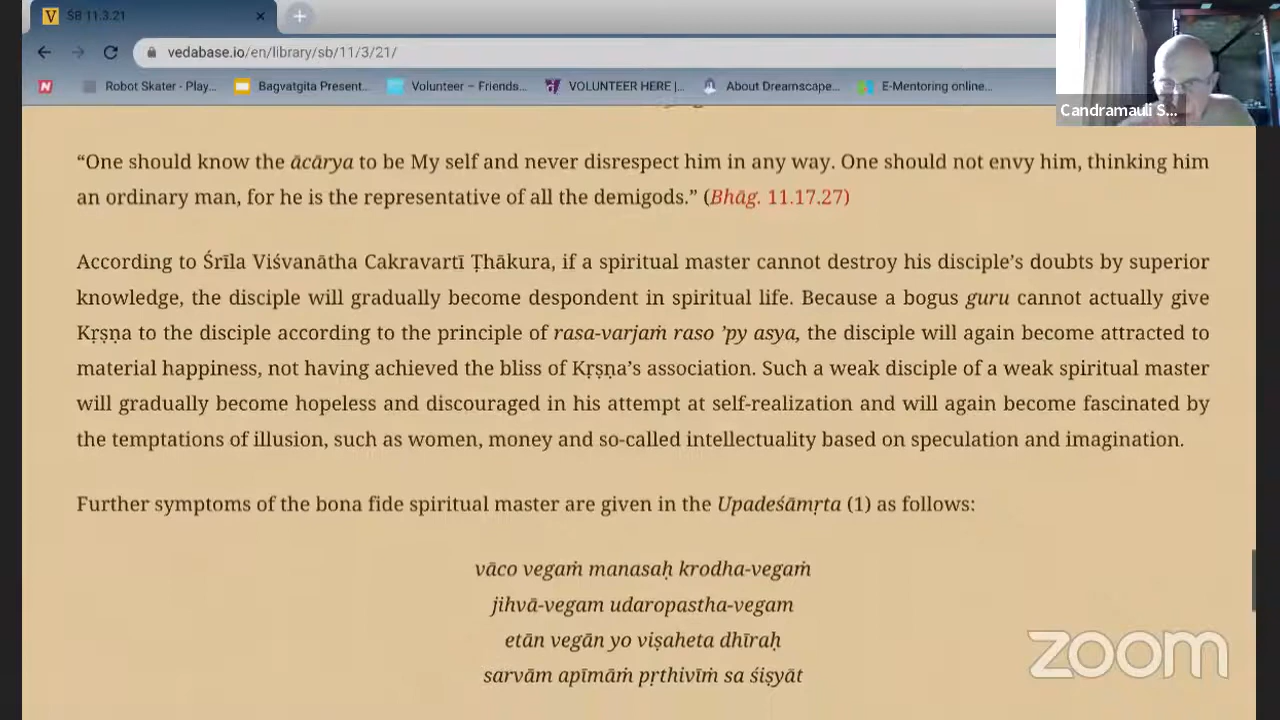 ŚB 11.3.21
vedabase.io/en/library/sb/11/3/21/
Robot Skater - Play... Bagvatgita Present... Volunteer – Friends... VOLUNTEER HERE |... About Dreamscape... E-Mentoring online...
Candramauli S...
“One should know the ācārya to be My self and never disrespect him in any way. One should not envy him, thinking him
an ordinary man, for he is the representative of all the demigods.” (Bhāg. 11.17.27)
According to Śrīla Viśvanātha Cakravartī Ṭhākura, if a spiritual master cannot destroy his disciple’s doubts by superior
knowledge, the disciple will gradually become despondent in spiritual life. Because a bogus guru cannot actually give
Kṛṣṇa to the disciple according to the principle of rasa-varjaṁ raso ’py asya, the disciple will again become attracted to
material happiness, not having achieved the bliss of Kṛṣṇa’s association. Such a weak disciple of a weak spiritual master
will gradually become hopeless and discouraged in his attempt at self-realization and will again become fascinated by
the temptations of illusion, such as women, money and so-called intellectuality based on speculation and imagination.
Further symptoms of the bona fide spiritual master are given in the Upadeśāmṛta (1) as follows:
vāco vegaṁ manasaḥ krodha-vegaṁ
jihvā-vegam udaropastha-vegam
etān vegān yo viṣaheta dhīraḥ
sarvām apīmāṁ pṛthivīṁ sa śiṣyāt
zoom